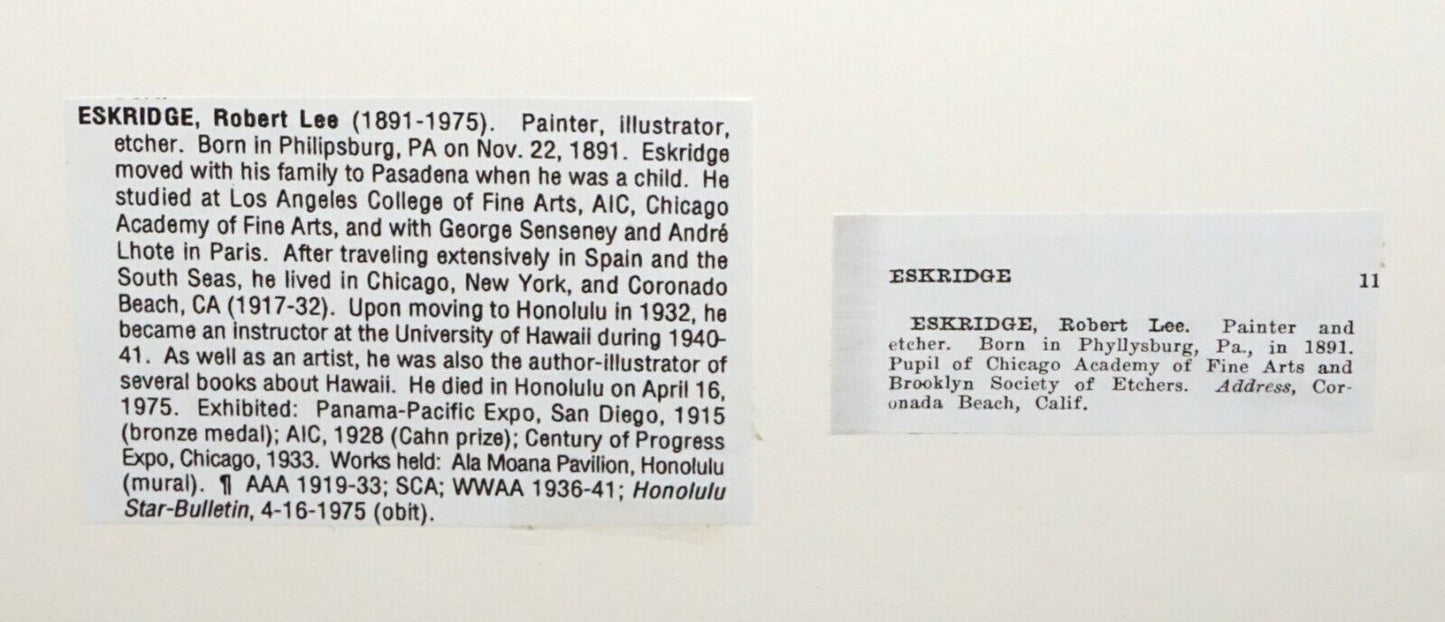 ESKRIDGE, Robert Lee (1891-1975). Painter, illustrator,
etcher. Born in Philipsburg, PA on Nov. 22, 1891. Eskridge
moved with his family to Pasadena when he was a child. He
studied at Los Angeles College of Fine Arts, AIC, Chicago
Academy of Fine Arts, and with George Senseney and André
Lhote in Paris. After traveling extensively in Spain and the
South Seas, he lived in Chicago, New York, and Coronado
Beach, CA (1917-32). Upon moving to Honolulu in 1932, he
became an instructor at the University of Hawaii during 1940-
41. As well as an artist, he was also the author-illustrator of
several books about Hawaii. He died in Honolulu on April 16,
1975. Exhibited: Panama-Pacific Expo, San Diego, 1915
(bronze medal); AIC, 1928 (Cahn prize); Century of Progress
Expo, Chicago, 1933. Works held: Ala Moana Pavilion, Honolulu
(mural). ¶ AAA 1919-33; SCA; WWAA 1936-41; Honolulu
Star-Bulletin, 4-16-1975 (obit).
ESKRIDGE 11
ESKRIDGE, Robert Lee. Painter and
etcher. Born in Phyllysburg, Pa., in 1891.
Pupil of Chicago Academy of Fine Arts and
Brooklyn Society of Etchers. Address, Cor-
onada Beach, Calif.